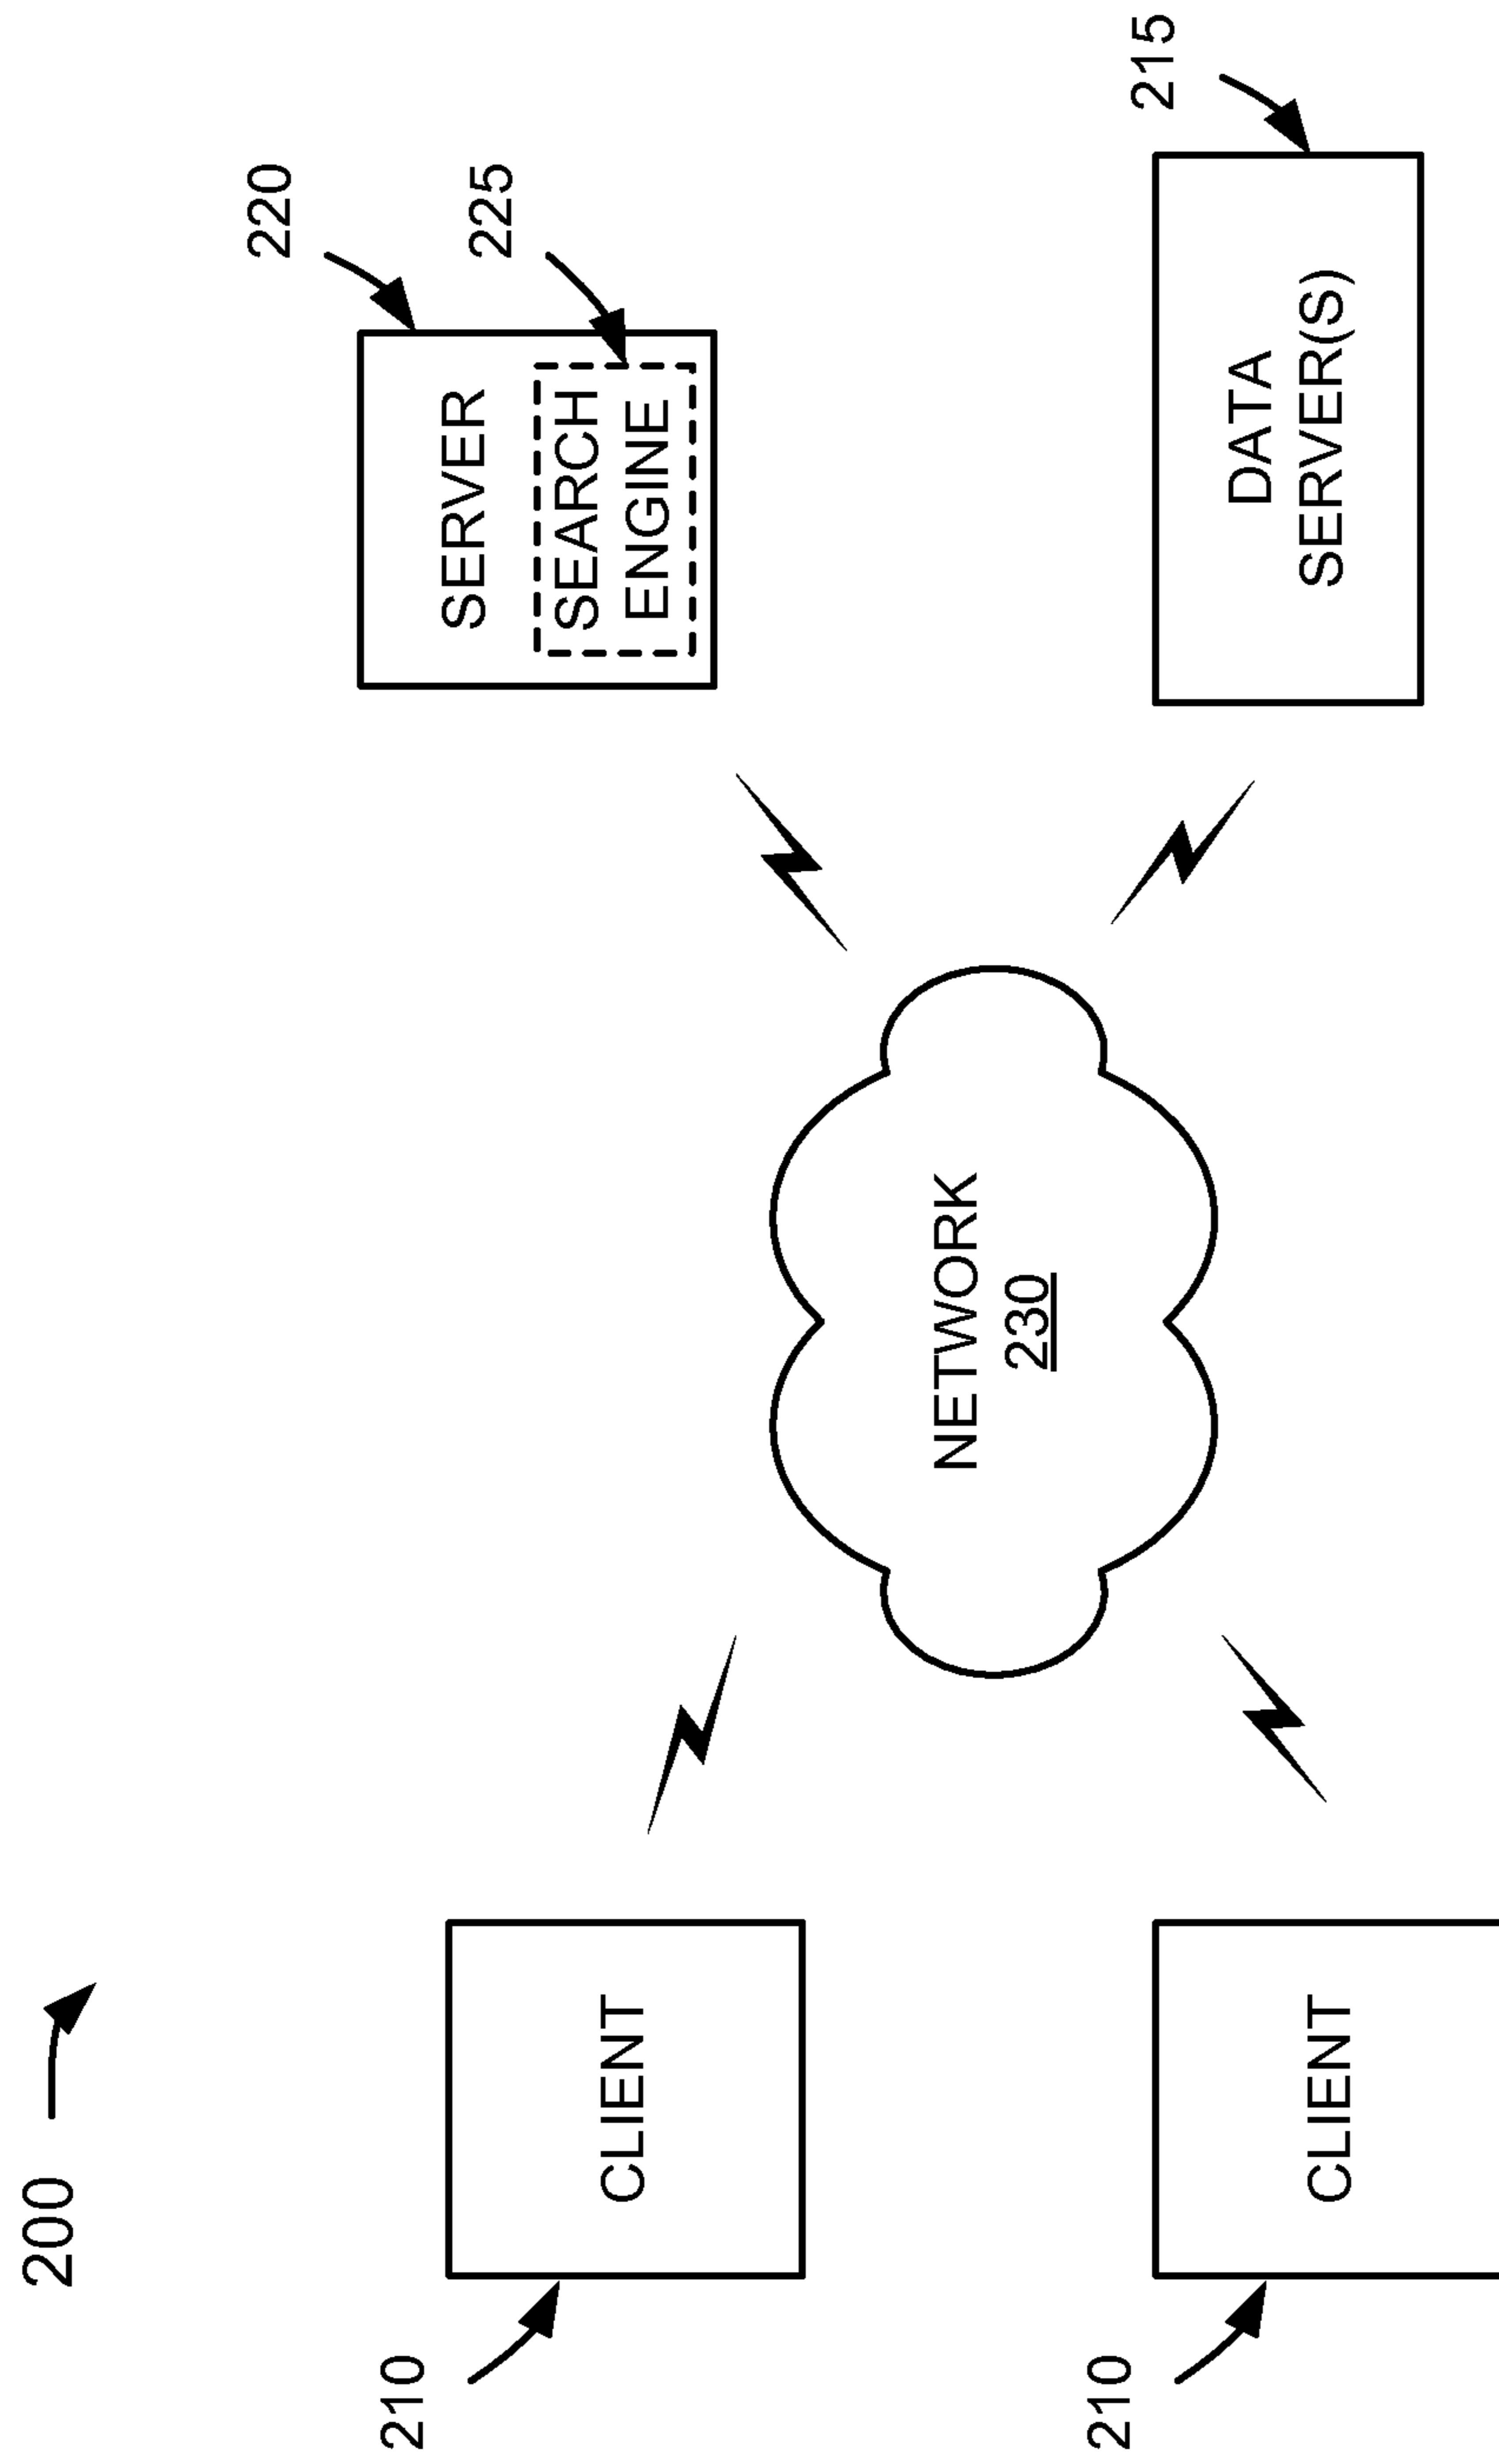 200
210
CLIENT
210
CLIENT
NETWORK
230
220
SERVER
225
SEARCH
ENGINE
215
DATA
SERVER(S)